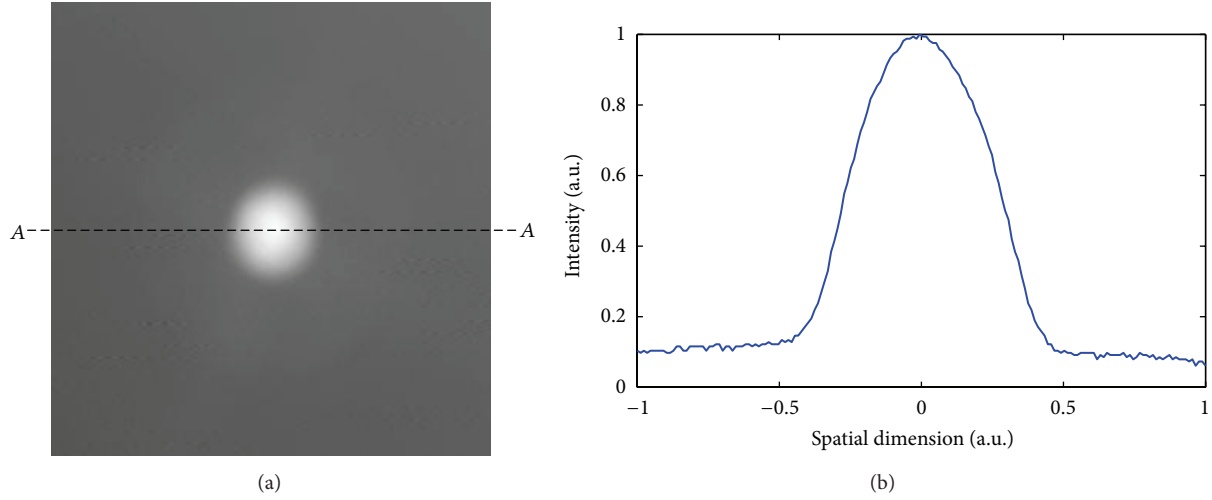 A
A
(a)
1
0.8
0.6
0.4
0.2
0
−1
−0.5
0
0.5
1
Intensity (a.u.)
Spatial dimension (a.u.)
(b)